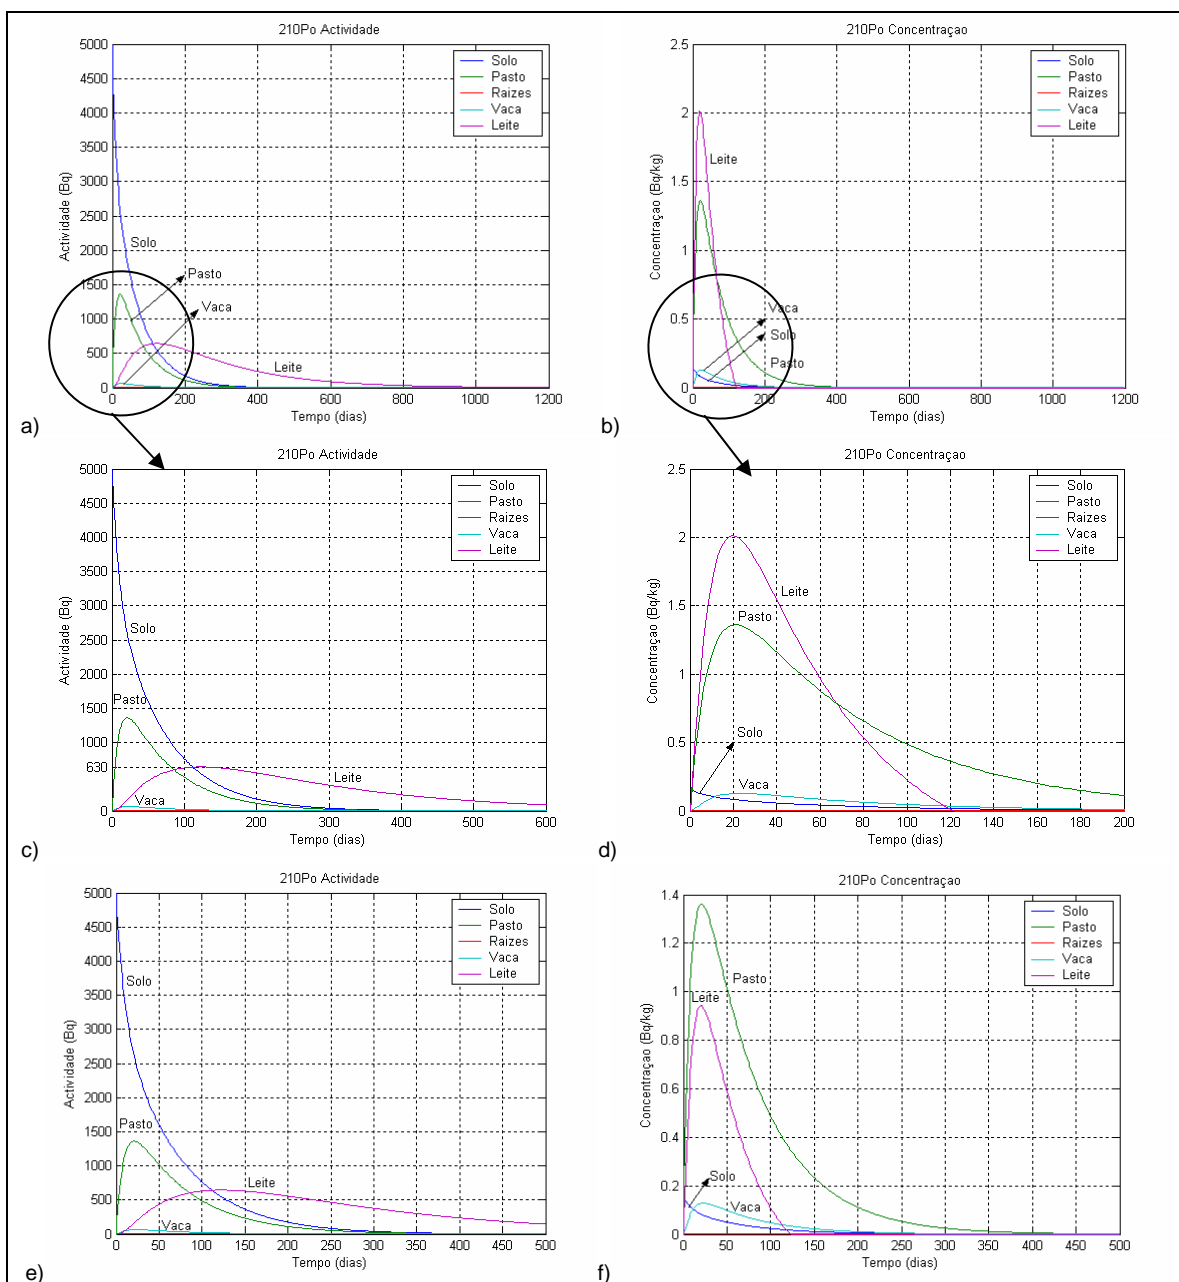 210Po Actividade
5000
4500
4000
3500
3000
2500
2000
1500
1000
500
0
Actividade (Bq)
Solo
Pasto
Raizes
Vaca
Leite
Solo
Pasto
Vaca
Leite
0 200 400 600 800 1000 1200
Tempo (dias)
a)
210Po Concentraçao
2.5
2
1.5
1
0.5
0
Concentraçao (Bq/kg)
Solo
Pasto
Raizes
Vaca
Leite
Leite
Vaca
Solo
Pasto
0 200 400 600 800 1000 1200
Tempo (dias)
b)
210Po Actividade
5000
4500
4000
3500
3000
2500
2000
1500
1000
630
0
Actividade (Bq)
Solo
Pasto
Raizes
Vaca
Leite
Solo
Pasto
Leite
Vaca
0 100 200 300 400 500 600
Tempo (dias)
c)
210Po Concentraçao
2.5
2
1.5
1
0.5
0
Concentraçao (Bq/kg)
Solo
Pasto
Raizes
Vaca
Leite
Leite
Pasto
Solo
Vaca
0 20 40 60 80 100 120 140 160 180 200
Tempo (dias)
d)
210Po Actividade
5000
4500
4000
3500
3000
2500
2000
1500
1000
500
0
Actividade (Bq)
Solo
Pasto
Raizes
Vaca
Leite
Solo
Pasto
Leite
Vaca
0 50 100 150 200 250 300 350 400 450 500
Tempo (dias)
e)
210Po Concentraçao
1.4
1.2
1
0.8
0.6
0.4
0.2
0
Concentraçao (Bq/kg)
Solo
Pasto
Raizes
Vaca
Leite
Pasto
Leite
Solo
Vaca
0 50 100 150 200 250 300 350 400 450 500
Tempo (dias)
f)